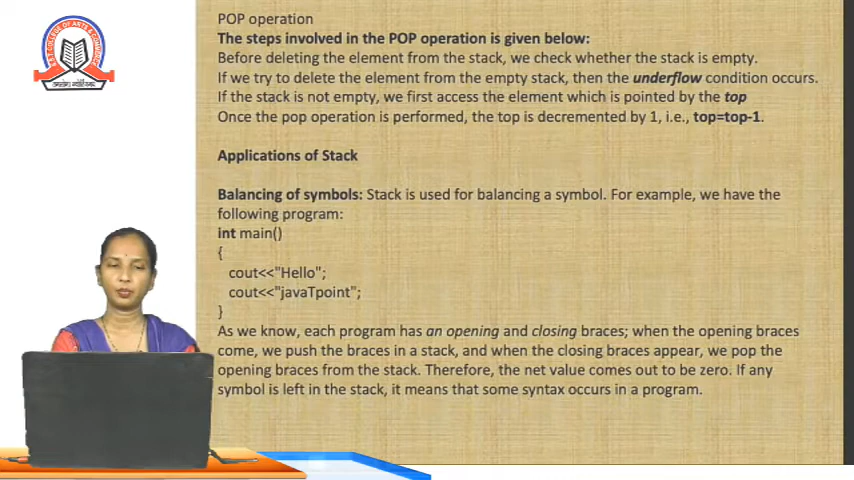 POP operation
The steps involved in the POP operation is given below:
Before deleting the element from the stack, we check whether the stack is empty.
If we try to delete the element from the empty stack, then the underflow condition occurs.
If the stack is not empty, we first access the element which is pointed by the top
Once the pop operation is performed, the top is decremented by 1, i.e., top=top-1.
Applications of Stack
Balancing of symbols: Stack is used for balancing a symbol. For example, we have the
following program:
int main()
{
cout<<"Hello";
cout<<"javaTpoint";
}
As we know, each program has an opening and closing braces; when the opening braces
come, we push the braces in a stack, and when the closing braces appear, we pop the
opening braces from the stack. Therefore, the net value comes out to be zero. If any
symbol is left in the stack, it means that some syntax occurs in a program.